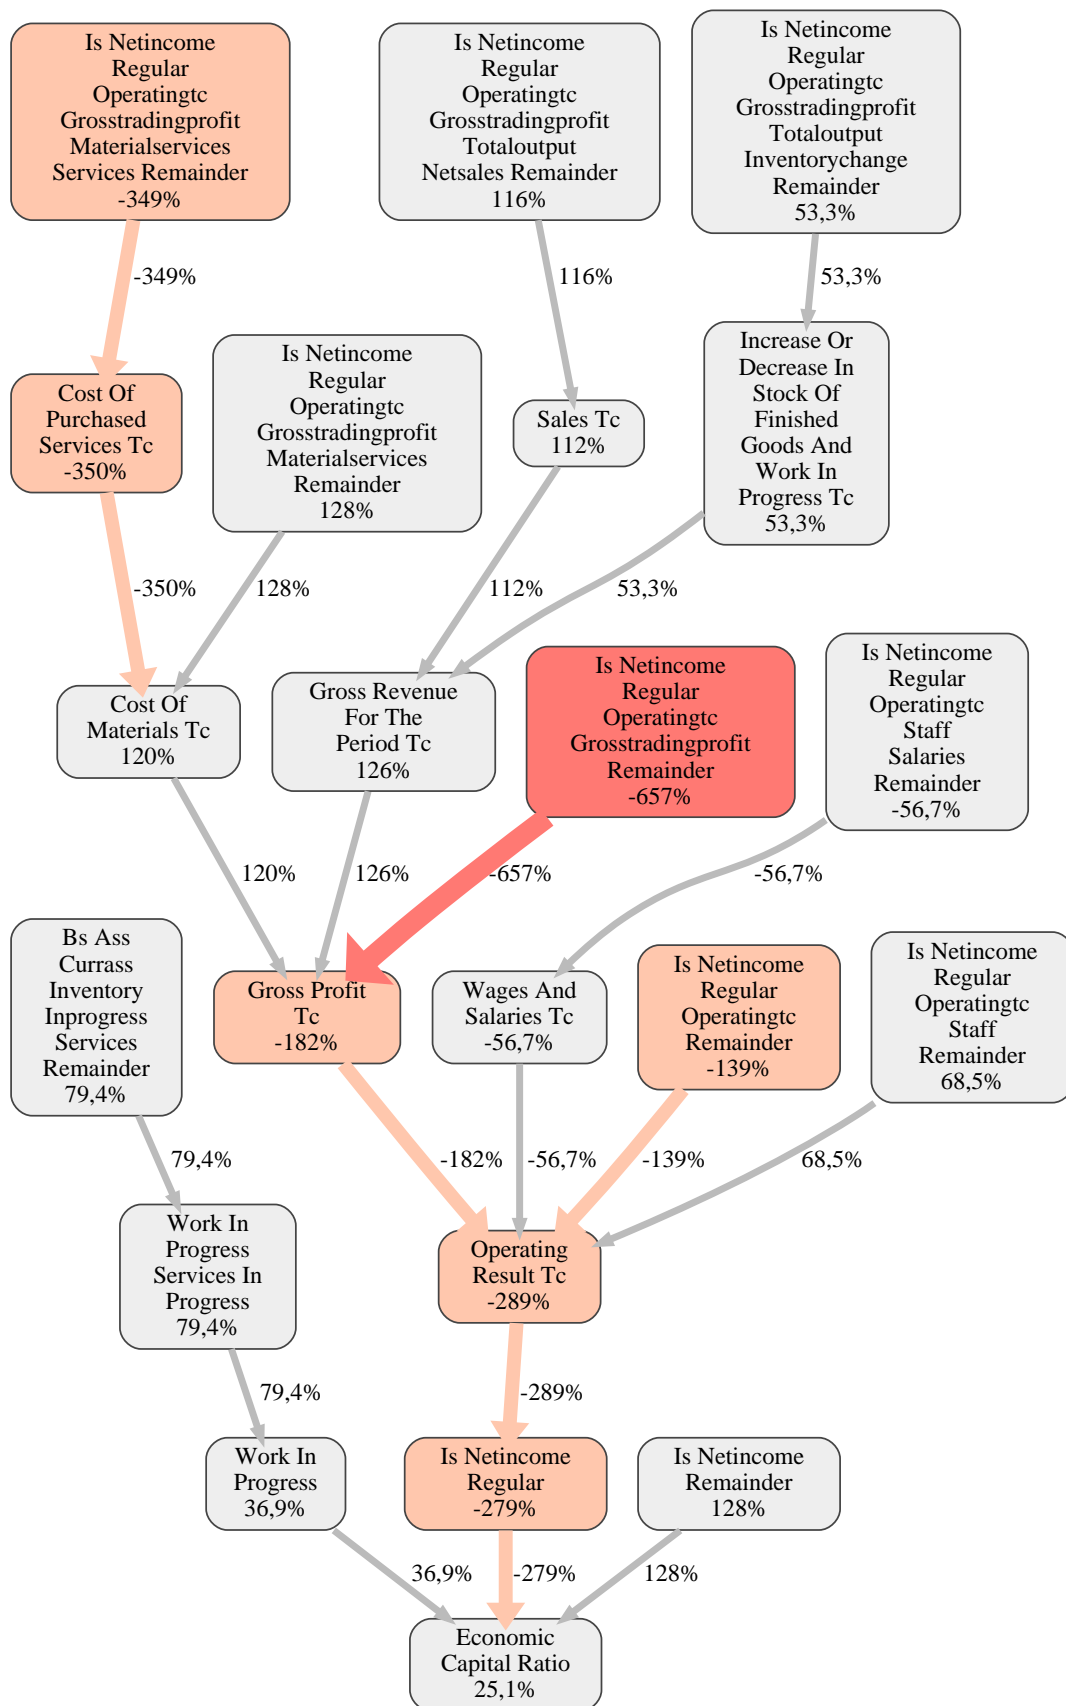 Is Netincome
Regular
Operatingtc
Grosstradingprofit
Materialservices
Services Remainder
-349%
Is Netincome
Regular
Operatingtc
Grosstradingprofit
Totaloutput
Netsales Remainder
116%
Is Netincome
Regular
Operatingtc
Grosstradingprofit
Totaloutput
Inventorychange
Remainder
53,3%
-349%
116%
53,3%
Cost Of
Purchased
Services Tc
-350%
Is Netincome
Regular
Operatingtc
Grosstradingprofit
Materialservices
Remainder
128%
Sales Tc
112%
Increase Or
Decrease In
Stock Of
Finished
Goods And
Work In
Progress Tc
53,3%
-350%
128%
112%
53,3%
Cost Of
Materials Tc
120%
Gross Revenue
For The
Period Tc
126%
Is Netincome
Regular
Operatingtc
Grosstradingprofit
Remainder
-657%
Is Netincome
Regular
Operatingtc
Staff
Salaries
Remainder
-56,7%
120%
126%
-657%
-56,7%
Bs Ass
Currass
Inventory
Inprogress
Services
Remainder
79,4%
Gross Profit
Tc
-182%
Wages And
Salaries Tc
-56,7%
Is Netincome
Regular
Operatingtc
Remainder
-139%
Is Netincome
Regular
Operatingtc
Staff
Remainder
68,5%
79,4%
-182%
-56,7%
-139%
68,5%
Work In
Progress
Services In
Progress
79,4%
Operating
Result Tc
-289%
79,4%
-289%
Work In
Progress
36,9%
Is Netincome
Regular
-279%
Is Netincome
Remainder
128%
36,9%
-279%
128%
Economic
Capital Ratio
25,1%